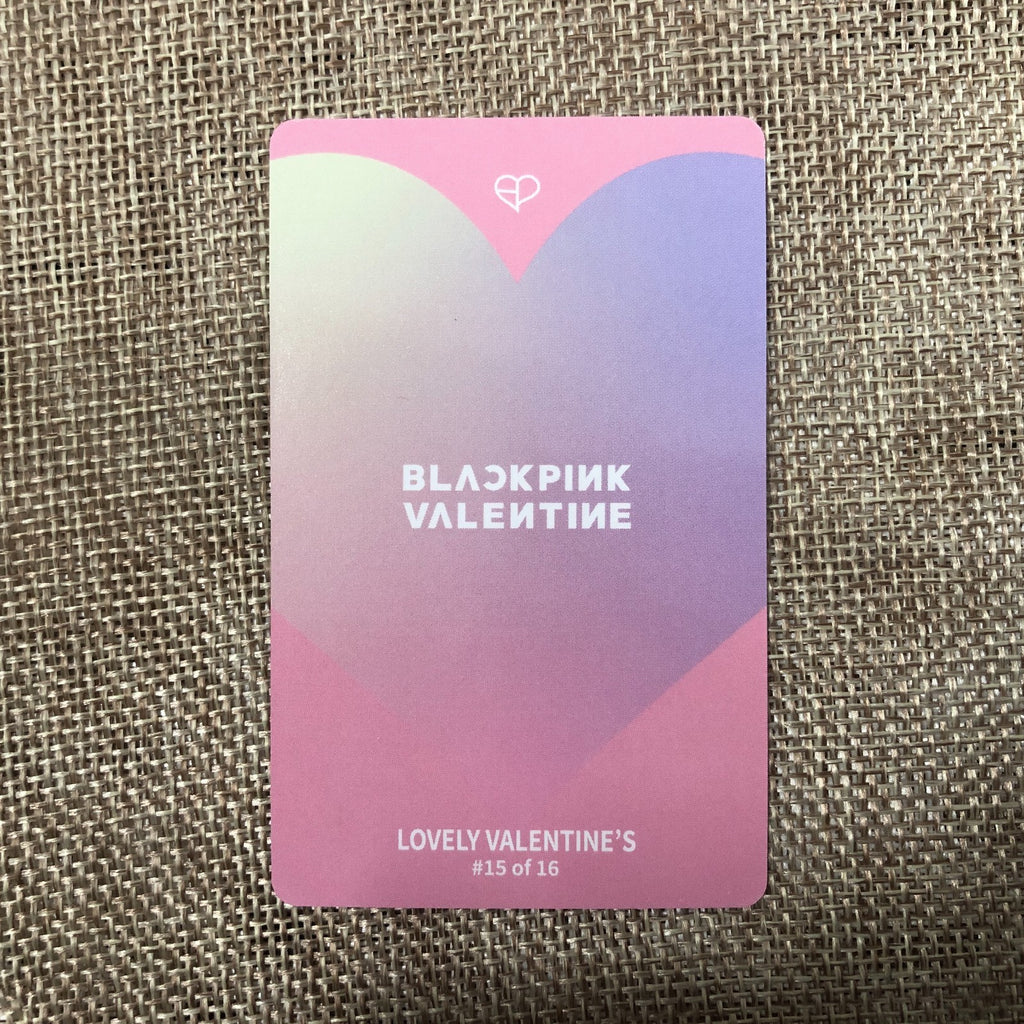 BLACKPINK
VALENTINE
LOVELY VALENTINE'S
#15 of 16